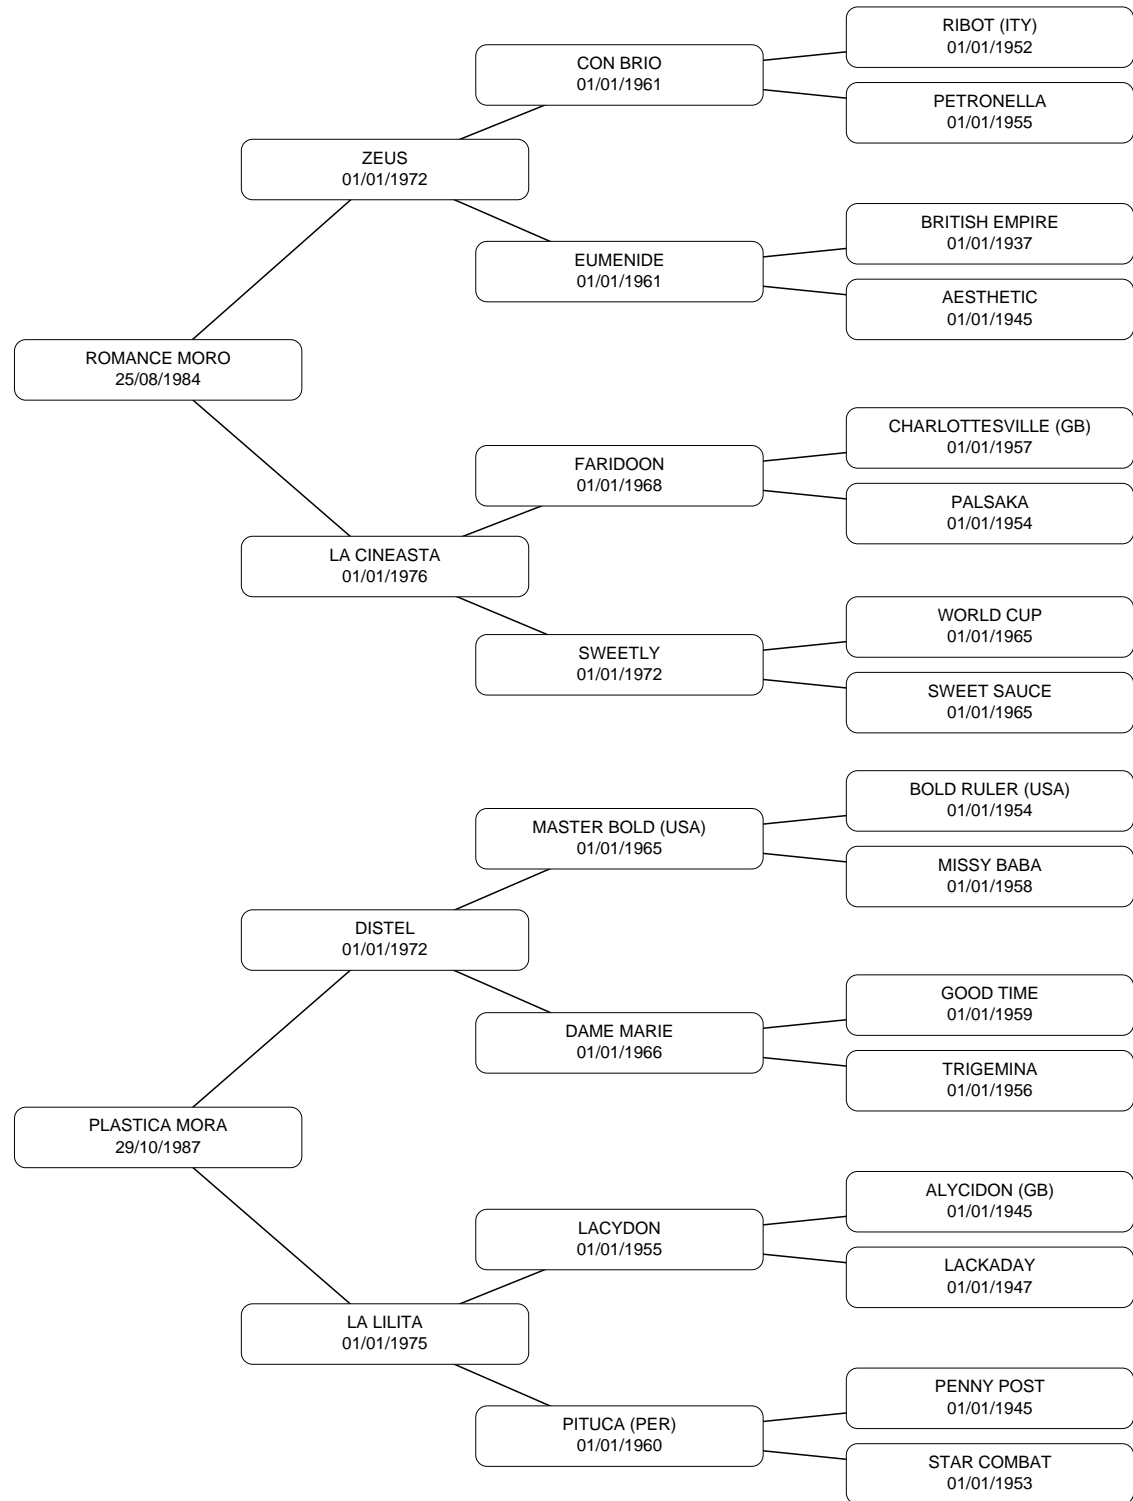 RIBOT (ITY)
01/01/1952
CON BRIO
01/01/1961
PETRONELLA
01/01/1955
ZEUS
01/01/1972
BRITISH EMPIRE
01/01/1937
EUMENIDE
01/01/1961
AESTHETIC
01/01/1945
ROMANCE MORO
25/08/1984
CHARLOTTESVILLE (GB)
01/01/1957
FARIDOON
01/01/1968
PALSAKA
01/01/1954
LA CINEASTA
01/01/1976
WORLD CUP
01/01/1965
SWEETLY
01/01/1972
SWEET SAUCE
01/01/1965
BOLD RULER (USA)
01/01/1954
MASTER BOLD (USA)
01/01/1965
MISSY BABA
01/01/1958
DISTEL
01/01/1972
GOOD TIME
01/01/1959
DAME MARIE
01/01/1966
TRIGEMINA
01/01/1956
PLASTICA MORA
29/10/1987
ALYCIDON (GB)
01/01/1945
LACYDON
01/01/1955
LACKADAY
01/01/1947
LA LILITA
01/01/1975
PENNY POST
01/01/1945
PITUCA (PER)
01/01/1960
STAR COMBAT
01/01/1953